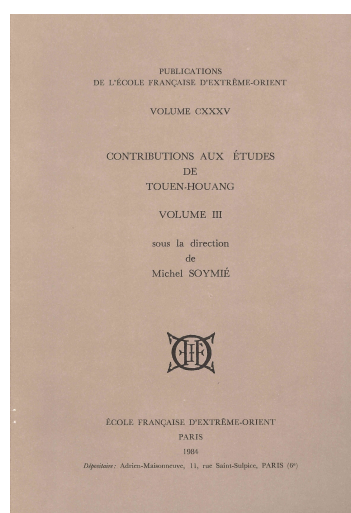 PUBLICATIONS
DE L'ÉCOLE FRANÇAISE D'EXTRÊME-ORIENT
VOLUME CXXXV
CONTRIBUTIONS AUX ÉTUDES
DE
TOUEN-HOUANG
VOLUME III
sous la direction
de
Michel SOYMIÉ
ÉCOLE FRANÇAISE D'EXTRÊME-ORIENT
PARIS
1984
Dépositaire: Adrien-Maisonneuve, 11, rue Saint-Sulpice, PARIS (6e)